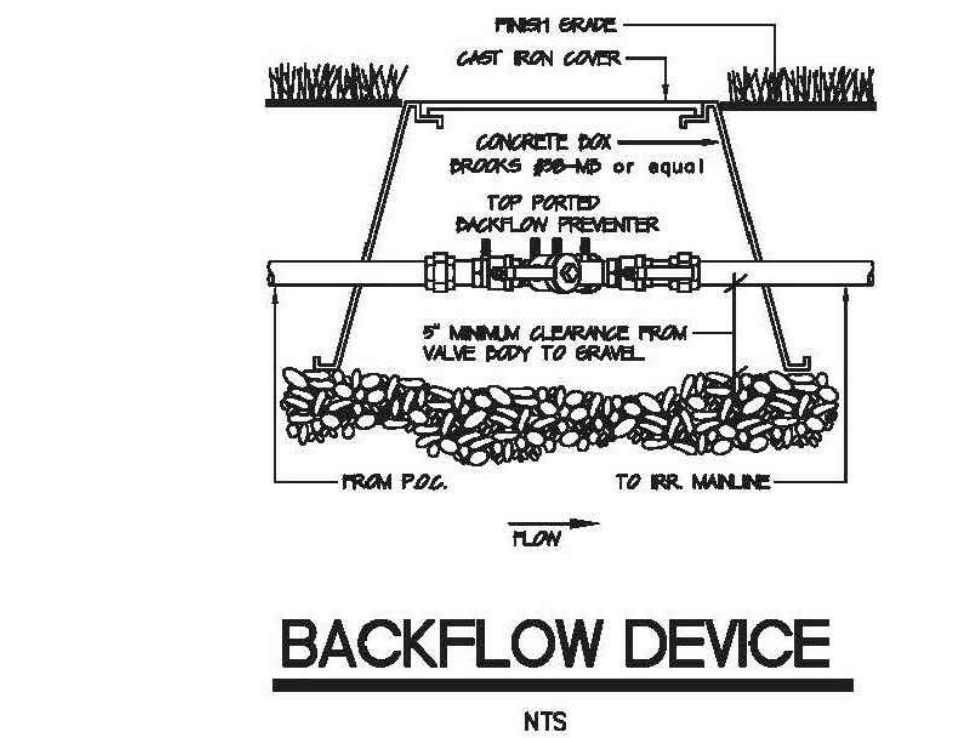 FINISH GRADE
CAST IRON COVER
CONCRETE BOX
BROOKS #38-MB or equal
TOP PORTED
BACKFLOW PREVENTER
5" MINIMUM CLEARANCE FROM
VALVE BODY TO GRAVEL
FROM P.O.C.
TO IRR. MAINLINE
FLOW
BACKFLOW DEVICE
NTS